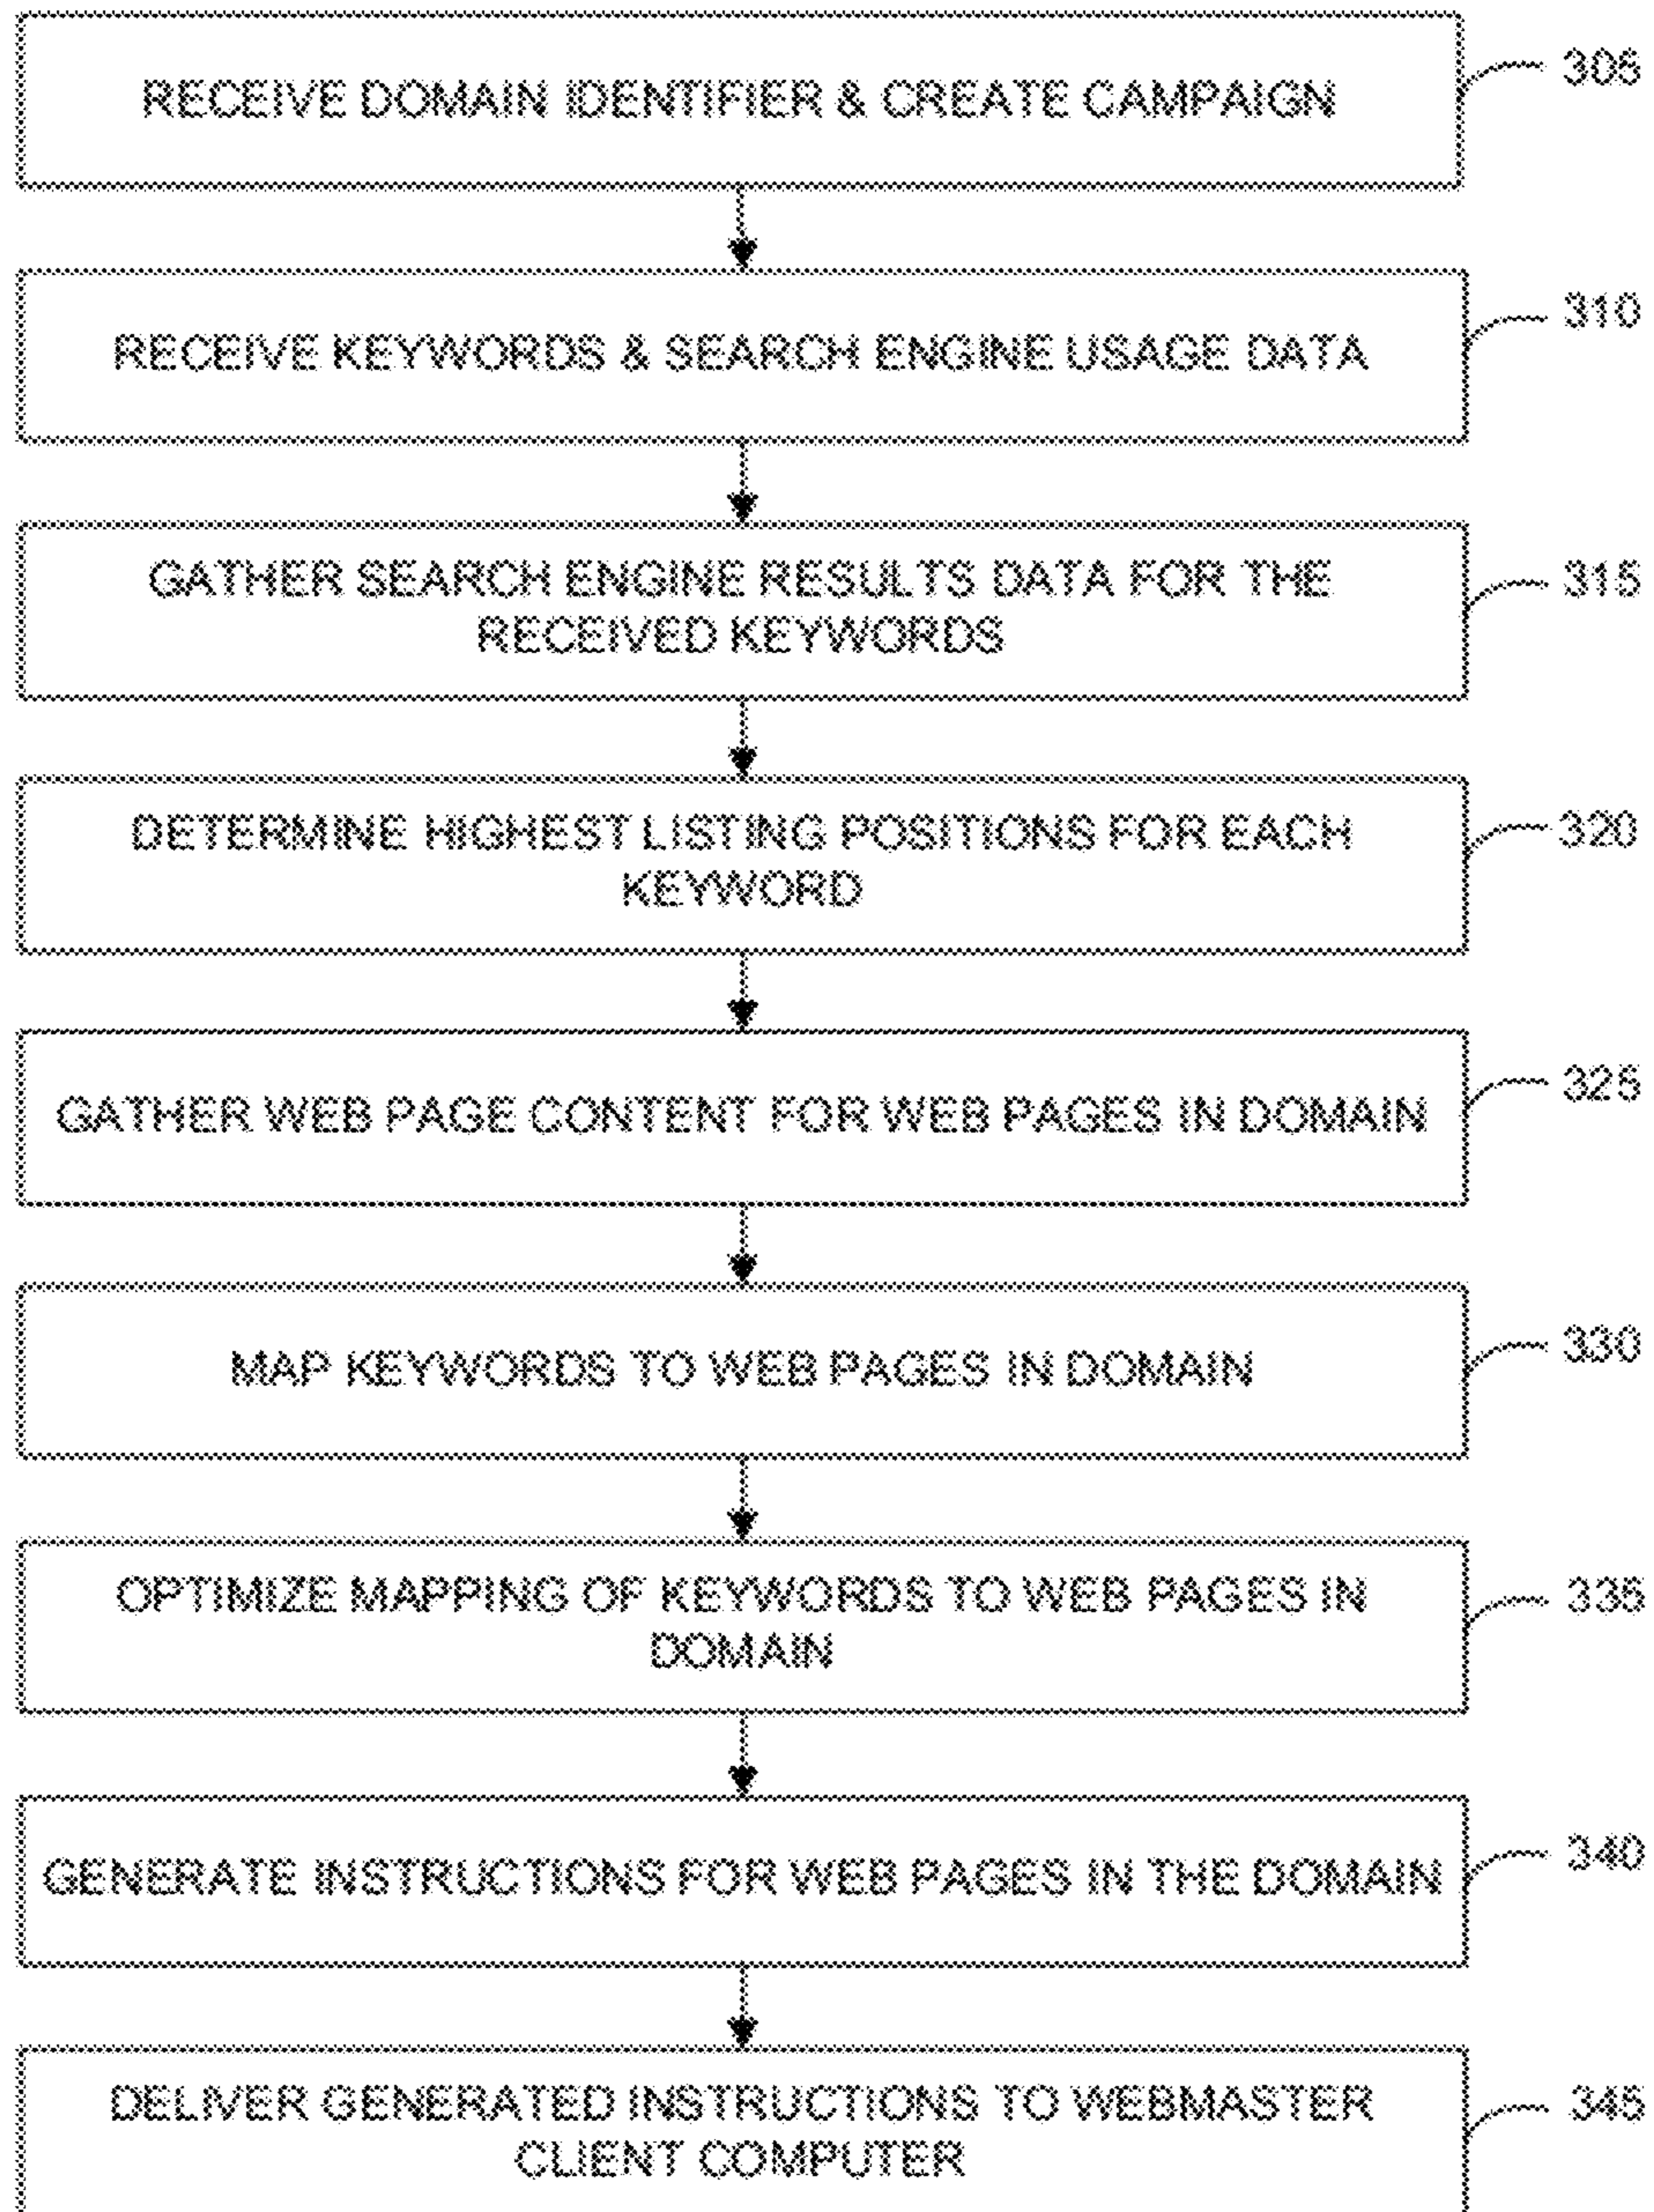 RECEIVE DOMAIN IDENTIFIER & CREATE CAMPAIGN
305
RECEIVE KEYWORDS & SEARCH ENGINE USAGE DATA
310
GATHER SEARCH ENGINE RESULTS DATA FOR THE
RECEIVED KEYWORDS
315
DETERMINE HIGHEST LISTING POSITIONS FOR EACH
KEYWORD
320
GATHER WEB PAGE CONTENT FOR WEB PAGES IN DOMAIN
325
MAP KEYWORDS TO WEB PAGES IN DOMAIN
330
OPTIMIZE MAPPING OF KEYWORDS TO WEB PAGES IN
DOMAIN
335
GENERATE INSTRUCTIONS FOR WEB PAGES IN THE DOMAIN
340
DELIVER GENERATED INSTRUCTIONS TO WEBMASTER
CLIENT COMPUTER
345